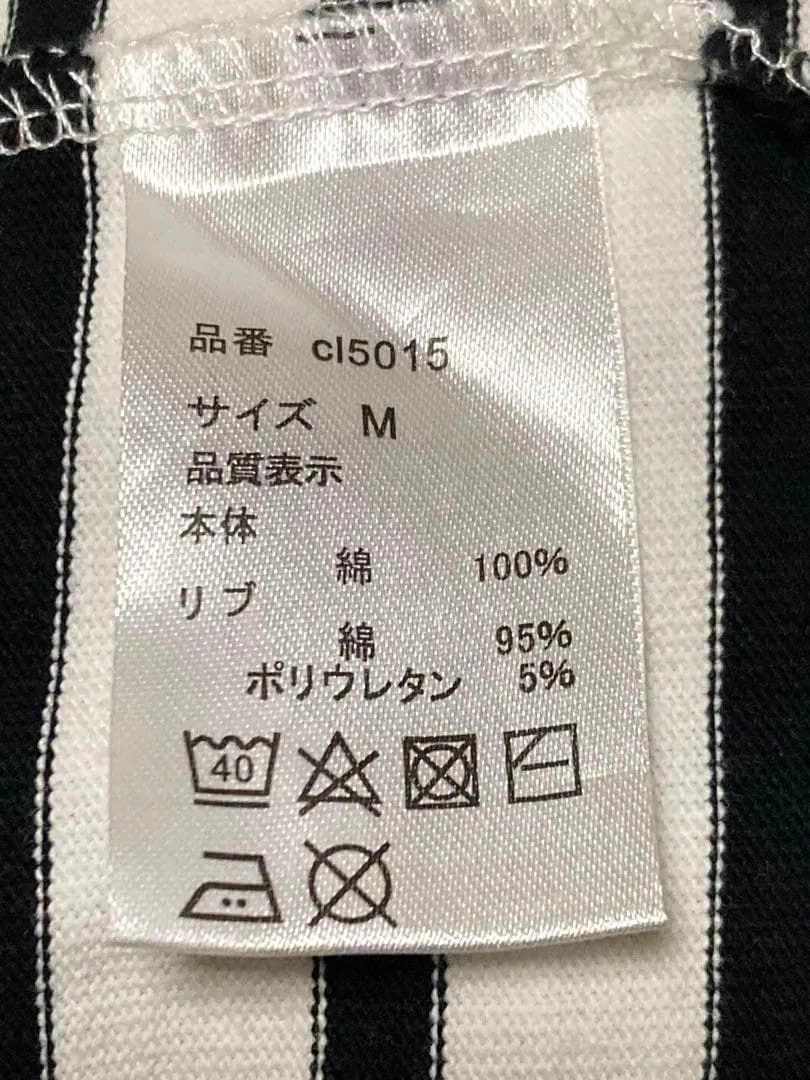 品番 cl5015
サイズ M
品質表示
本体
綿 100%
リブ
綿 95%
ポリウレタン 5%
40